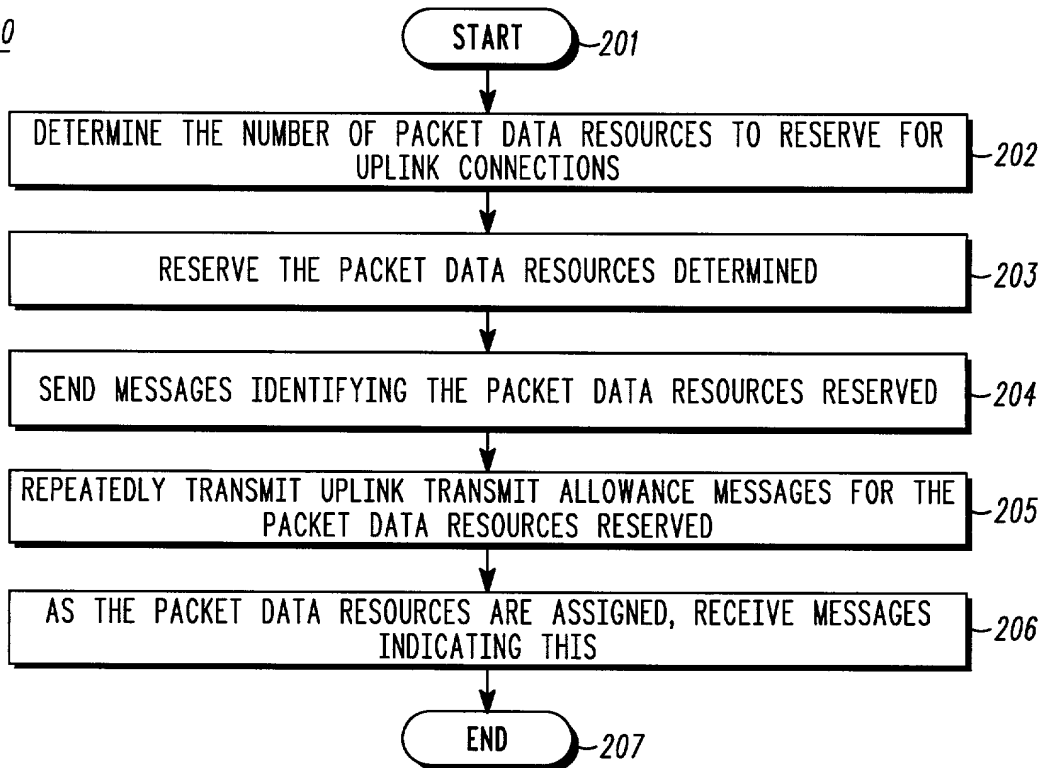 0
START
201
DETERMINE THE NUMBER OF PACKET DATA RESOURCES TO RESERVE FOR
UPLINK CONNECTIONS
202
RESERVE THE PACKET DATA RESOURCES DETERMINED
203
SEND MESSAGES IDENTIFYING THE PACKET DATA RESOURCES RESERVED
204
REPEATEDLY TRANSMIT UPLINK TRANSMIT ALLOWANCE MESSAGES FOR THE
PACKET DATA RESOURCES RESERVED
205
AS THE PACKET DATA RESOURCES ARE ASSIGNED, RECEIVE MESSAGES
INDICATING THIS
206
END
207